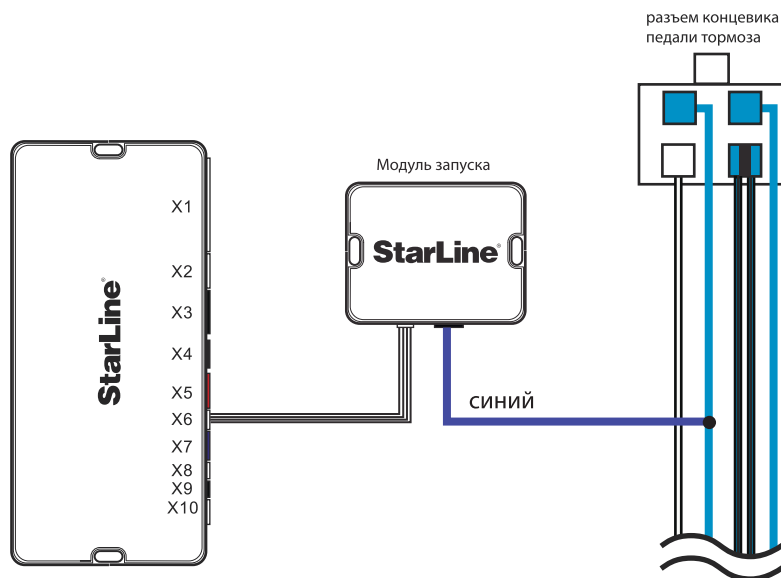 разъем концевика
педали тормоза
Модуль запуска
StarLine®
StarLine®
X1
X2
X3
X4
X5
X6
X7
X8
X9
X10
синий